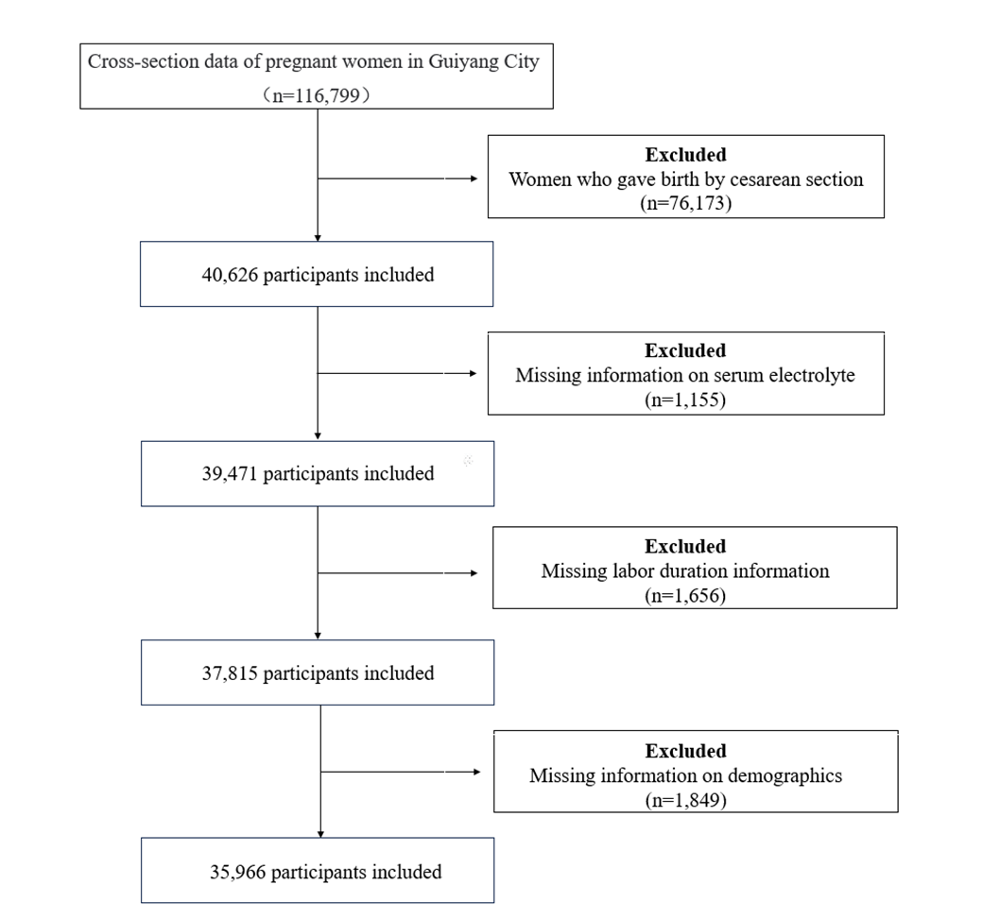 Cross-section data of pregnant women in Guiyang City
（n=116,799）
Excluded
Women who gave birth by cesarean section
(n=76,173)
40,626 participants included
Excluded
Missing information on serum electrolyte
(n=1,155)
39,471 participants included
Excluded
Missing labor duration information
(n=1,656)
37,815 participants included
Excluded
Missing information on demographics
(n=1,849)
35,966 participants included